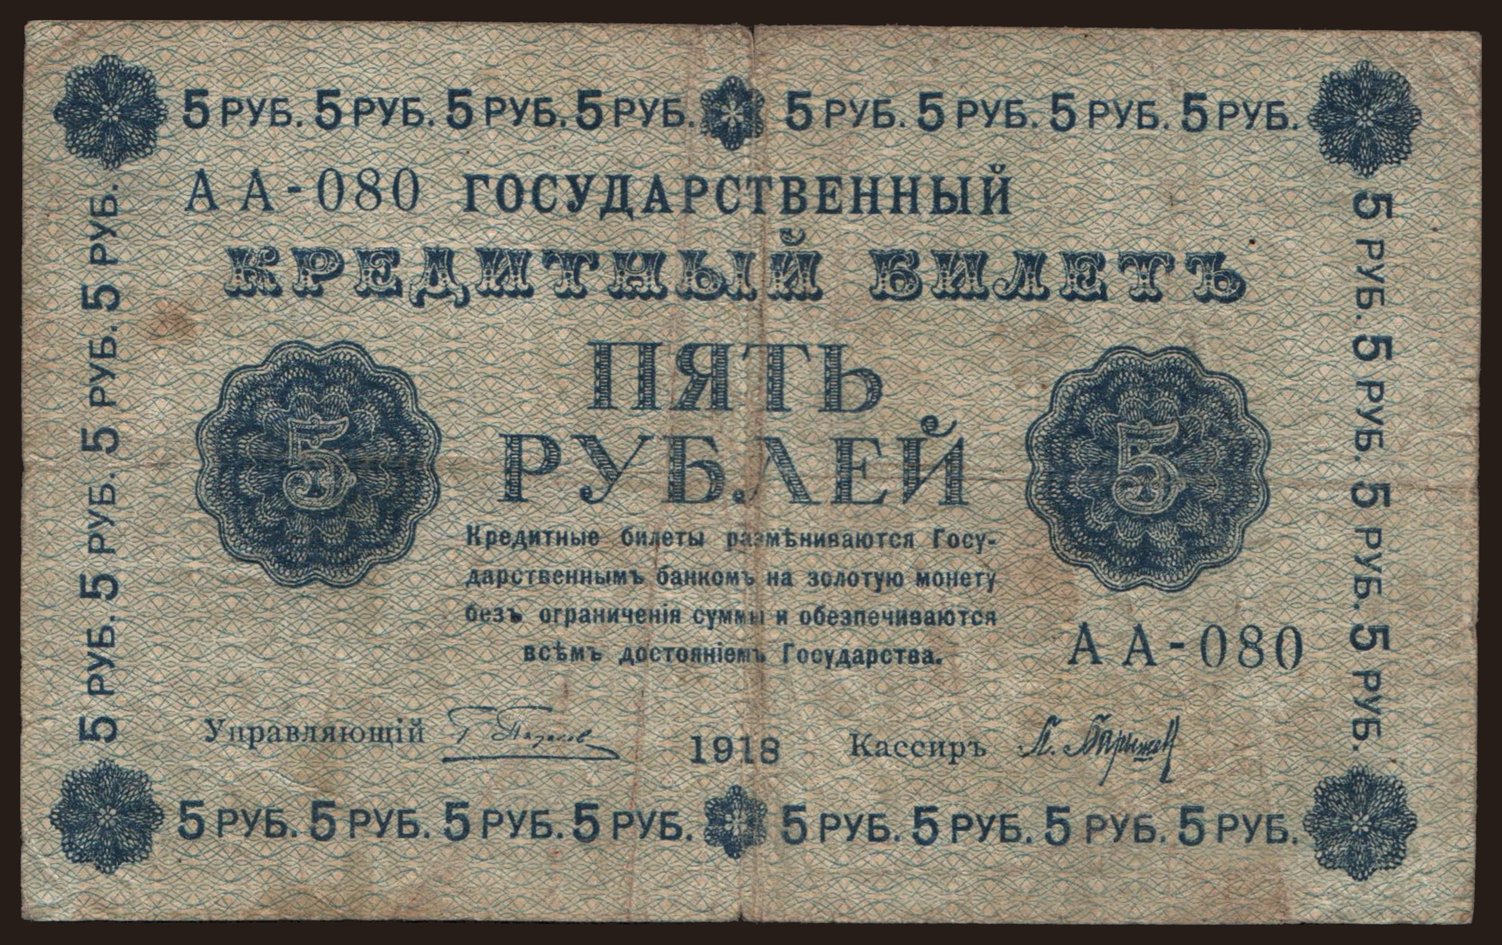 5 РУБ. 5 РУБ. 5 РУБ. 5 РУБ. 5 РУБ. 5 РУБ. 5 РУБ. 5 РУБ.
АА-080 ГОСУДАРСТВЕННЫЙ
КРЕДИТНЫЙ БИЛЕТЪ
5 РУБ. 5 РУБ. 5 РУБ. 5 РУБ.
5 РУБ. 5 РУБ. 5 РУБ. 5 РУБ.
ПЯТЬ
5 РУБЛЕЙ 5
Кредитные билеты размѣниваются Госу-
дарственнымъ банкомъ на золотую монету
безъ ограниченія суммы и обезпечиваются
всѣмъ достояніемъ Государства.
АА-080
Управляющій 1918 Кассиръ
5 РУБ. 5 РУБ. 5 РУБ. 5 РУБ. 5 РУБ. 5 РУБ. 5 РУБ. 5 РУБ.